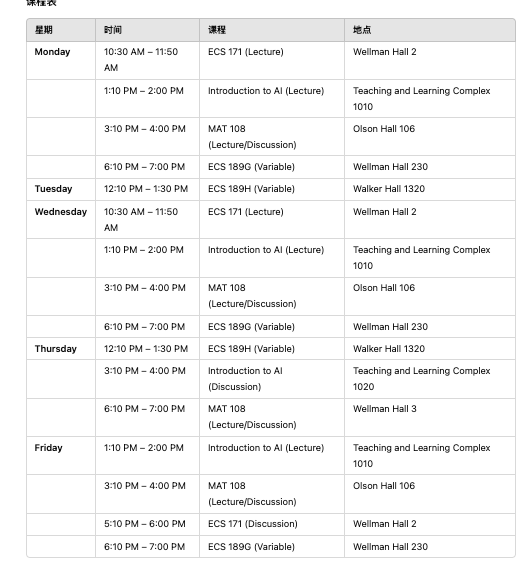 课程表
星期 时间 课程 地点
Monday 10:30 AM – 11:50 ECS 171 (Lecture) Wellman Hall 2
AM
1:10 PM – 2:00 PM Introduction to AI (Lecture) Teaching and Learning Complex
1010
3:10 PM – 4:00 PM MAT 108 Olson Hall 106
(Lecture/Discussion)
6:10 PM – 7:00 PM ECS 189G (Variable) Wellman Hall 230
Tuesday 12:10 PM – 1:30 PM ECS 189H (Variable) Walker Hall 1320
Wednesday 10:30 AM – 11:50 ECS 171 (Lecture) Wellman Hall 2
AM
1:10 PM – 2:00 PM Introduction to AI (Lecture) Teaching and Learning Complex
1010
3:10 PM – 4:00 PM MAT 108 Olson Hall 106
(Lecture/Discussion)
6:10 PM – 7:00 PM ECS 189G (Variable) Wellman Hall 230
Thursday 12:10 PM – 1:30 PM ECS 189H (Variable) Walker Hall 1320
3:10 PM – 4:00 PM Introduction to AI Teaching and Learning Complex
(Discussion) 1020
6:10 PM – 7:00 PM MAT 108 Wellman Hall 3
(Lecture/Discussion)
Friday 1:10 PM – 2:00 PM Introduction to AI (Lecture) Teaching and Learning Complex
1010
3:10 PM – 4:00 PM MAT 108 Olson Hall 106
(Lecture/Discussion)
5:10 PM – 6:00 PM ECS 171 (Discussion) Wellman Hall 2
6:10 PM – 7:00 PM ECS 189G (Variable) Wellman Hall 230